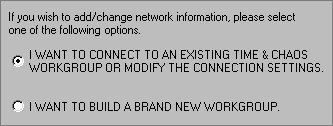 If you wish to add/change network information, please select
one of the following options.
I WANT TO CONNECT TO AN EXISTING TIME & CHAOS
WORKGROUP OR MODIFY THE CONNECTION SETTINGS.
I WANT TO BUILD A BRAND NEW WORKGROUP.